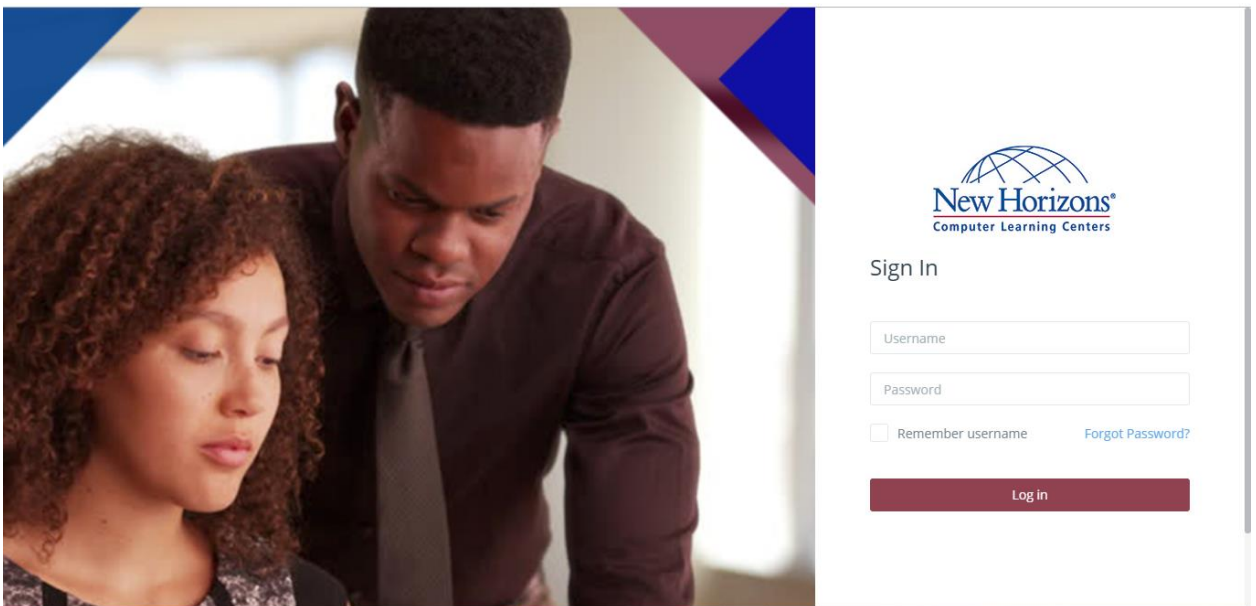 New Horizons®
Computer Learning Centers
Sign In
Username
Password
Remember username
Forgot Password?
Log in